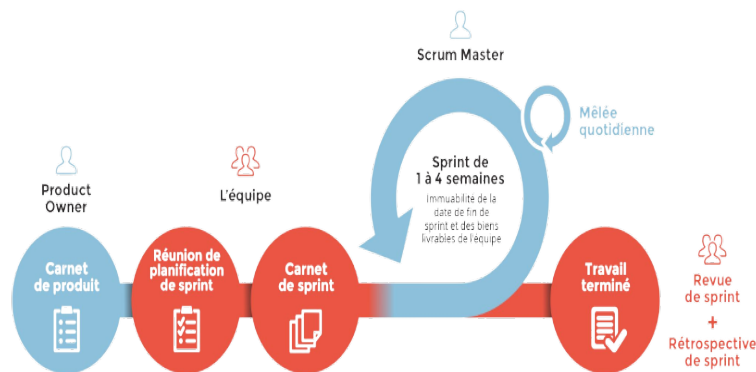 Scrum Master
Mêlée
quotidienne
Sprint de
1 à 4 semaines
Immuabilité de la
date de fin de
sprint et des biens
livrables de l'équipe
Product
Owner
L'équipe
Carnet
de produit
Réunion de
planification
de sprint
Carnet
de sprint
Travail
terminé
Revue
de sprint
+
Rétrospective
de sprint